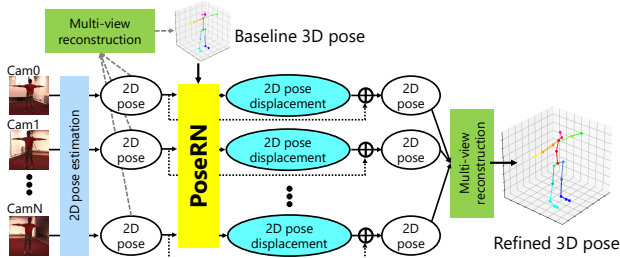 Multi-view
reconstruction
Baseline 3D pose
Cam0
2D
pose
2D pose
displacement
2D
pose
Cam1
2D
pose
2D pose
displacement
2D
pose
2D pose estimation
PoseRN
Multi-view
reconstruction
CamN
2D
pose
2D pose
displacement
2D
pose
Refined 3D pose